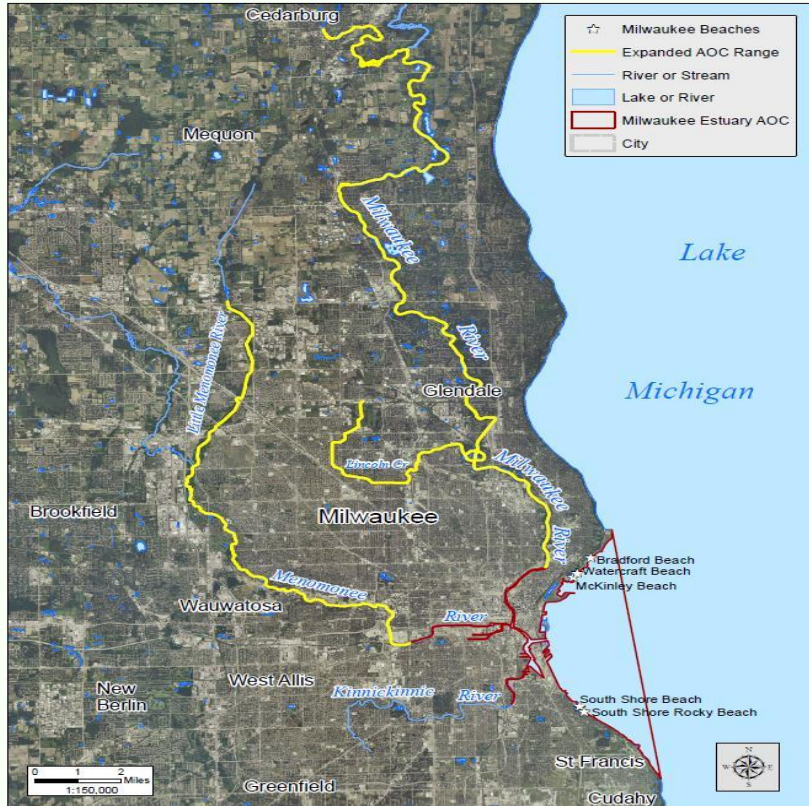 Cedarburg
Milwaukee Beaches
Expanded AOC Range
River or Stream
Lake or River
Milwaukee Estuary AOC
City
Mequon
Milwaukee
River
Lake
Michigan
Little Menomonee River
Glendale
Lincoln Cr
Milwaukee
River
Milwaukee
Brookfield
Bradford Beach
Watercraft Beach
McKinley Beach
Menomonee
River
Wauwatosa
West Allis
New
Berlin
Kinnickinnic
River
South Shore Beach
South Shore Rocky Beach
St Francis
Greenfield
Cudahy
0 1 2
Miles
1:150,000
N
W E
S